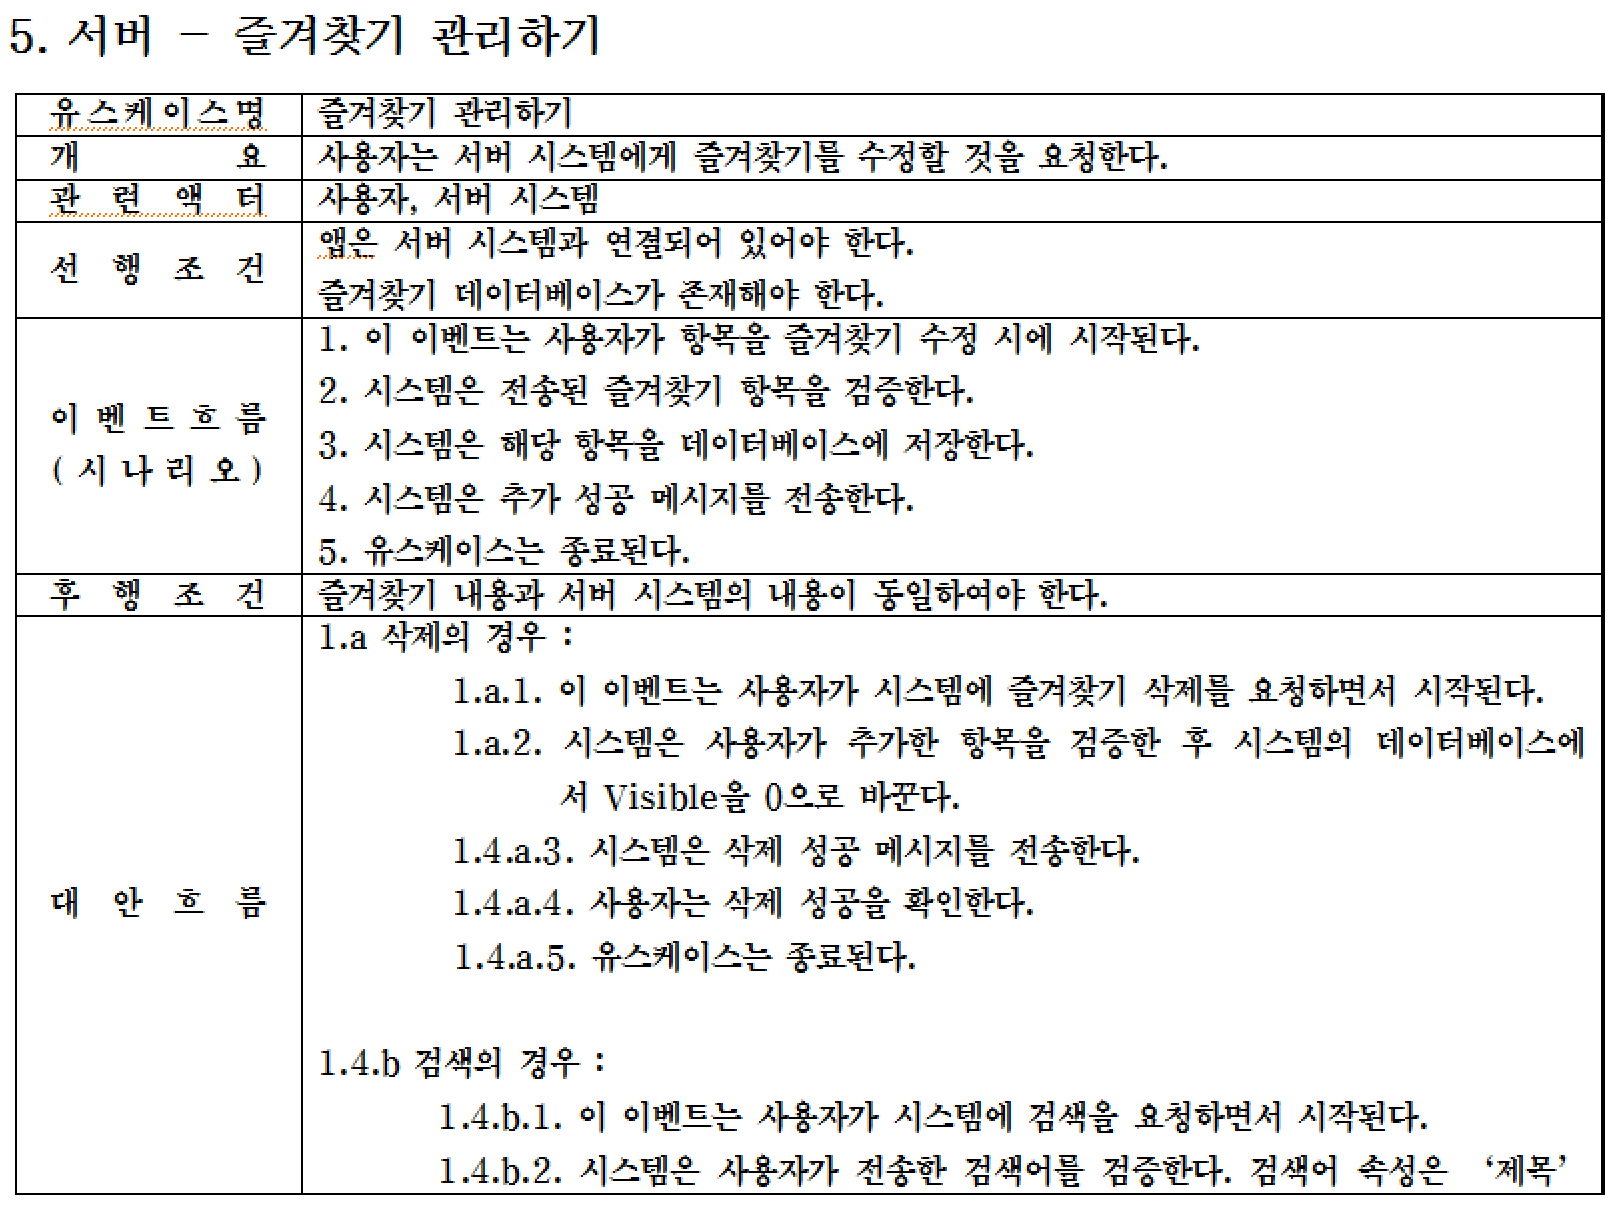 5. 서버 – 즐겨찾기 관리하기
유스케이스명 즐겨찾기 관리하기
개 요 사용자는 서버 시스템에게 즐겨찾기를 수정할 것을 요청한다.
관 련 액 터 사용자, 서버 시스템
앱은 서버 시스템과 연결되어 있어야 한다.
선 행 조 건
즐겨찾기 데이터베이스가 존재해야 한다.
1. 이 이벤트는 사용자가 항목을 즐겨찾기 수정 시에 시작된다.
2. 시스템은 전송된 즐겨찾기 항목을 검증한다.
이 벤 트 흐 름
3. 시스템은 해당 항목을 데이터베이스에 저장한다.
( 시 나 리 오 )
4. 시스템은 추가 성공 메시지를 전송한다.
5. 유스케이스는 종료된다.
후 행 조 건 즐겨찾기 내용과 서버 시스템의 내용이 동일하여야 한다.
1.a 삭제의 경우 :
1.a.1. 이 이벤트는 사용자가 시스템에 즐겨찾기 삭제를 요청하면서 시작된다.
1.a.2. 시스템은 사용자가 추가한 항목을 검증한 후 시스템의 데이터베이스에
서 Visible을 0으로 바꾼다.
1.4.a.3. 시스템은 삭제 성공 메시지를 전송한다.
대 안 흐 름 1.4.a.4. 사용자는 삭제 성공을 확인한다.
1.4.a.5. 유스케이스는 종료된다.
1.4.b 검색의 경우 :
1.4.b.1. 이 이벤트는 사용자가 시스템에 검색을 요청하면서 시작된다.
1.4.b.2. 시스템은 사용자가 전송한 검색어를 검증한다. 검색어 속성은 ‘제목’